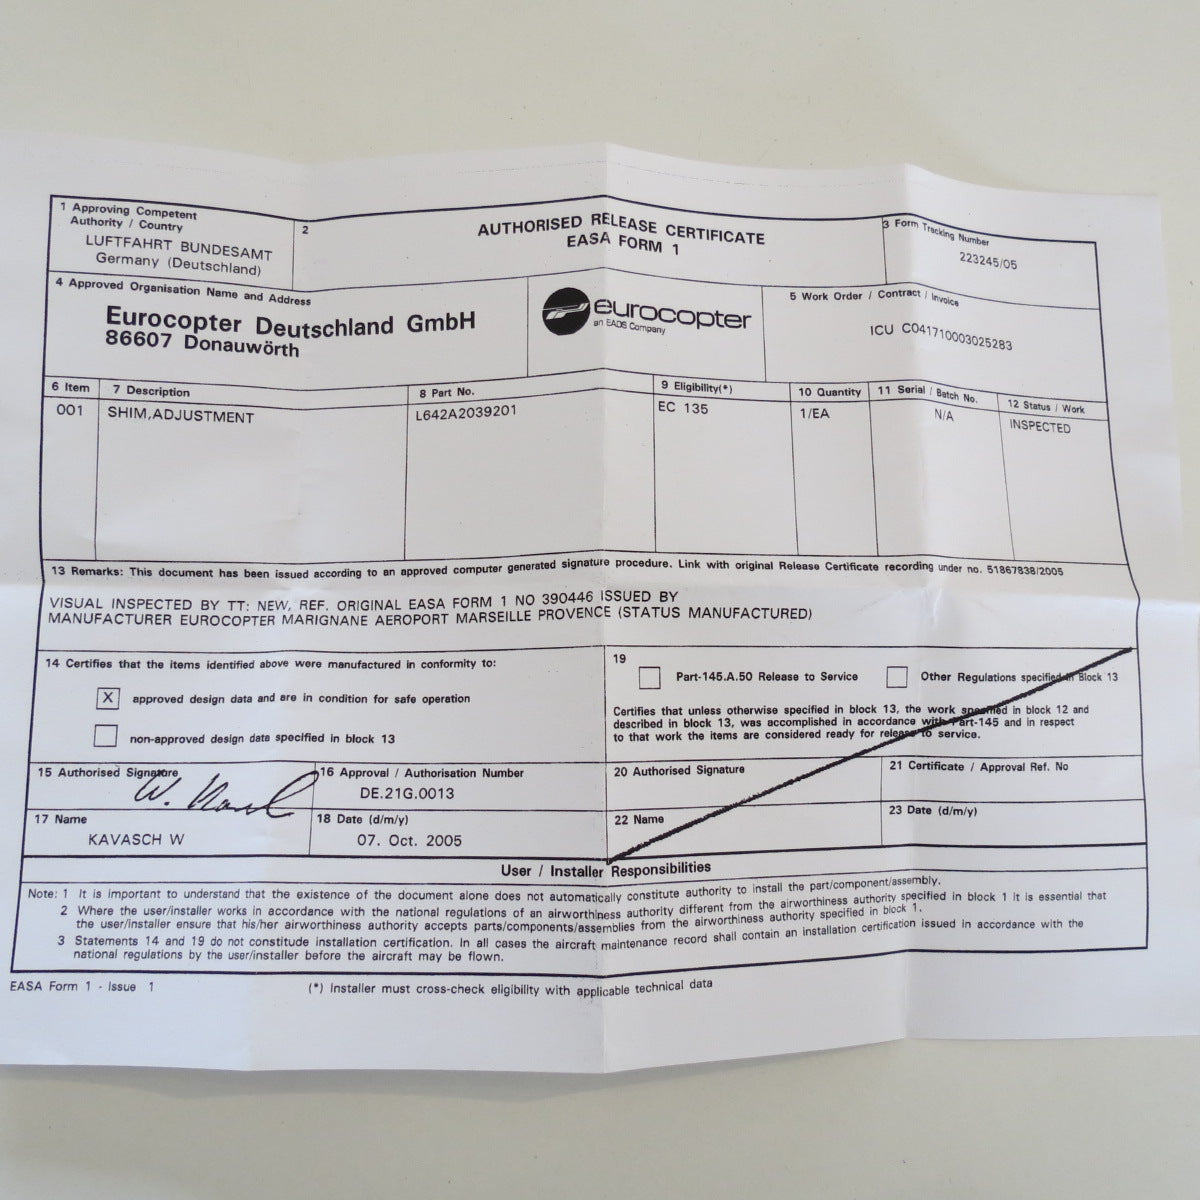 1 Approving Competent
Authority / Country
LUFTFAHRT BUNDESAMT
Germany (Deutschland)
2
AUTHORISED RELEASE CERTIFICATE
EASA FORM 1
3 Form Tracking Number
223245/05
4 Approved Organisation Name and Address
Eurocopter Deutschland GmbH
86607 Donauwörth
eurocopter
an EADS Company
5 Work Order / Contract / Invoice
ICU C041710003025283
6 Item
7 Description
8 Part No.
9 Eligibility(*)
10 Quantity
11 Serial / Batch No.
12 Status / Work
001
SHIM,ADJUSTMENT
L642A2039201
EC 135
1/EA
N/A
INSPECTED
13 Remarks: This document has been issued according to an approved computer generated signature procedure. Link with original Release Certificate recording under no. 51867838/2005
VISUAL INSPECTED BY TT: NEW, REF. ORIGINAL EASA FORM 1 NO 390446 ISSUED BY
MANUFACTURER EUROCOPTER MARIGNANE AEROPORT MARSEILLE PROVENCE (STATUS MANUFACTURED)
14 Certifies that the items identified above were manufactured in conformity to:
X approved design data and are in condition for safe operation
non-approved design data specified in block 13
19
Part-145.A.50 Release to Service
Other Regulations specified in Block 13
Certifies that unless otherwise specified in block 13, the work specified in block 12 and
described in block 13, was accomplished in accordance with Part-145 and in respect
to that work the items are considered ready for release to service.
15 Authorised Signature
16 Approval / Authorisation Number
DE.21G.0013
17 Name
KAVASCH W
18 Date (d/m/y)
07. Oct. 2005
20 Authorised Signature
21 Certificate / Approval Ref. No
22 Name
23 Date (d/m/y)
User / Installer Responsibilities
Note: 1 It is important to understand that the existence of the document alone does not automatically constitute authority to install the part/component/assembly.
2 Where the user/installer works in accordance with the national regulations of an airworthiness authority different from the airworthiness authority specified in block 1 it is essential that
the user/installer ensure that his/her airworthiness authority accepts parts/components/assemblies from the airworthiness authority specified in block 1.
3 Statements 14 and 19 do not constitute installation certification. In all cases the aircraft maintenance record shall contain an installation certification issued in accordance with the
national regulations by the user/installer before the aircraft may be flown.
EASA Form 1 - Issue 1
(*) Installer must cross-check eligibility with applicable technical data